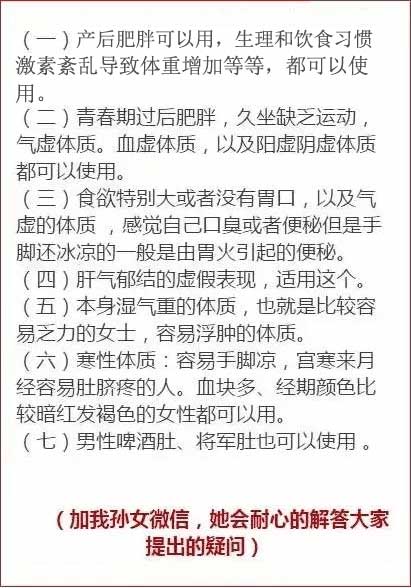 （一）产后肥胖可以用，生理和饮食习惯
激素紊乱导致体重增加等等，都可以使
用。
（二）青春期过后肥胖，久坐缺乏运动，
气虚体质。血虚体质，以及阳虚阴虚体质
都可以使用。
（三）食欲特别大或者没有胃口，以及气
虚的体质 ，感觉自己口臭或者便秘但是手
脚还冰凉的一般是由胃火引起的便秘。
（四）肝气郁结的虚假表现，适用这个。
（五）本身湿气重的体质，也就是比较容
易乏力的女士，容易浮肿的体质。
（六）寒性体质：容易手脚凉，宫寒来月
经容易肚脐疼的人。血块多、经期颜色比
较暗红发褐色的女性都可以用。
（七）男性啤酒肚、将军肚也可以使用 。
（加我孙女微信，她会耐心的解答大家
提出的疑问）